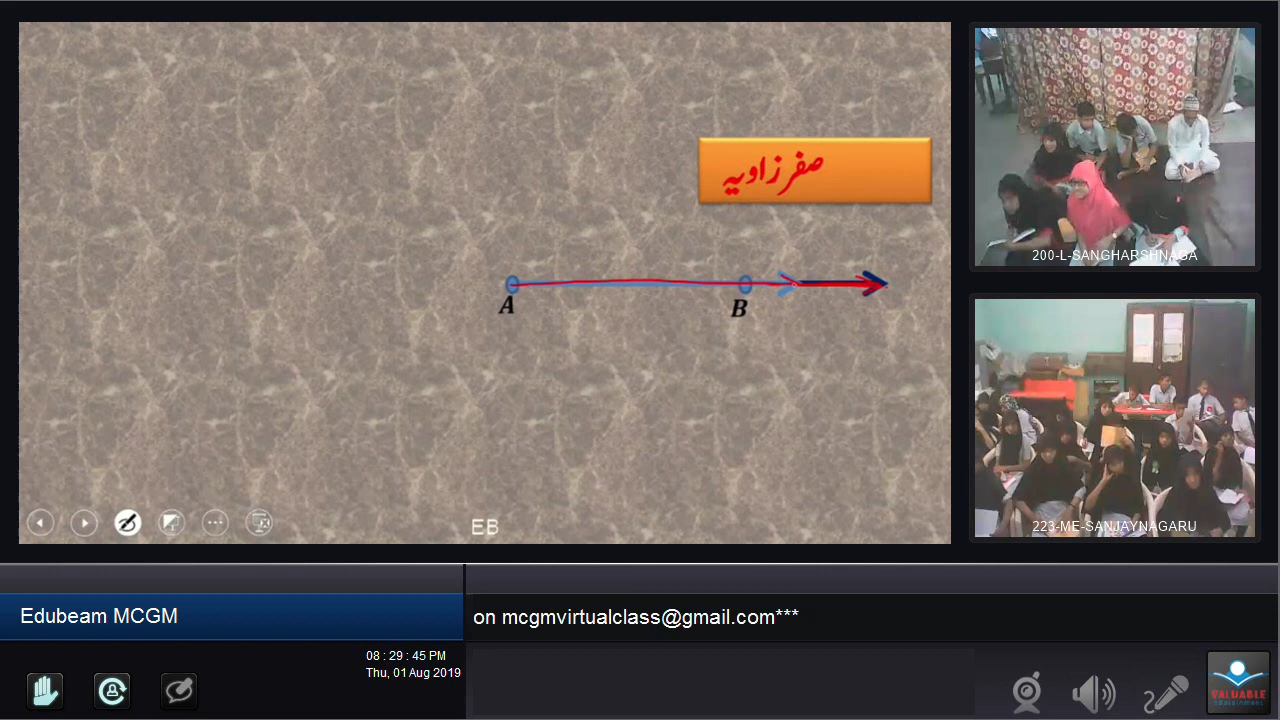 صفر زاویہ
A
B
EB
200-L-SANGHARSHNAGA
223-ME-SANJAYNAGARU
Edubeam MCGM
on mcgmvirtualclass@gmail.com***
08 : 29 : 45 PM
Thu, 01 Aug 2019
VALUABLE